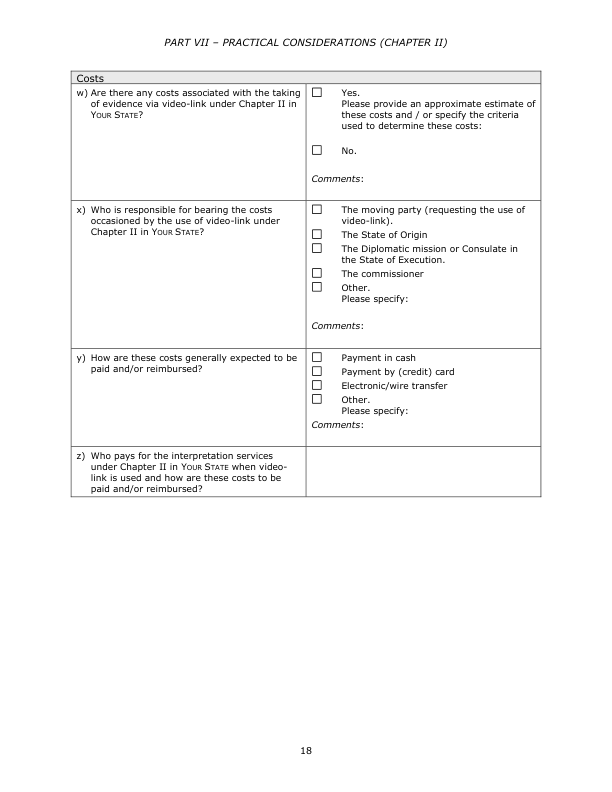 PART VII – PRACTICAL CONSIDERATIONS (CHAPTER II)
Costs
w) Are there any costs associated with the taking
of evidence via video-link under Chapter II in
YOUR STATE?
☐ Yes.
Please provide an approximate estimate of
these costs and / or specify the criteria
used to determine these costs:
☐ No.
Comments:
x) Who is responsible for bearing the costs
occasioned by the use of video-link under
Chapter II in YOUR STATE?
☐ The moving party (requesting the use of
video-link).
☐ The State of Origin
☐ The Diplomatic mission or Consulate in
the State of Execution.
☐ The commissioner
☐ Other.
Please specify:
Comments:
y) How are these costs generally expected to be
paid and/or reimbursed?
☐ Payment in cash
☐ Payment by (credit) card
☐ Electronic/wire transfer
☐ Other.
Please specify:
Comments:
z) Who pays for the interpretation services
under Chapter II in YOUR STATE when video-
link is used and how are these costs to be
paid and/or reimbursed?
18